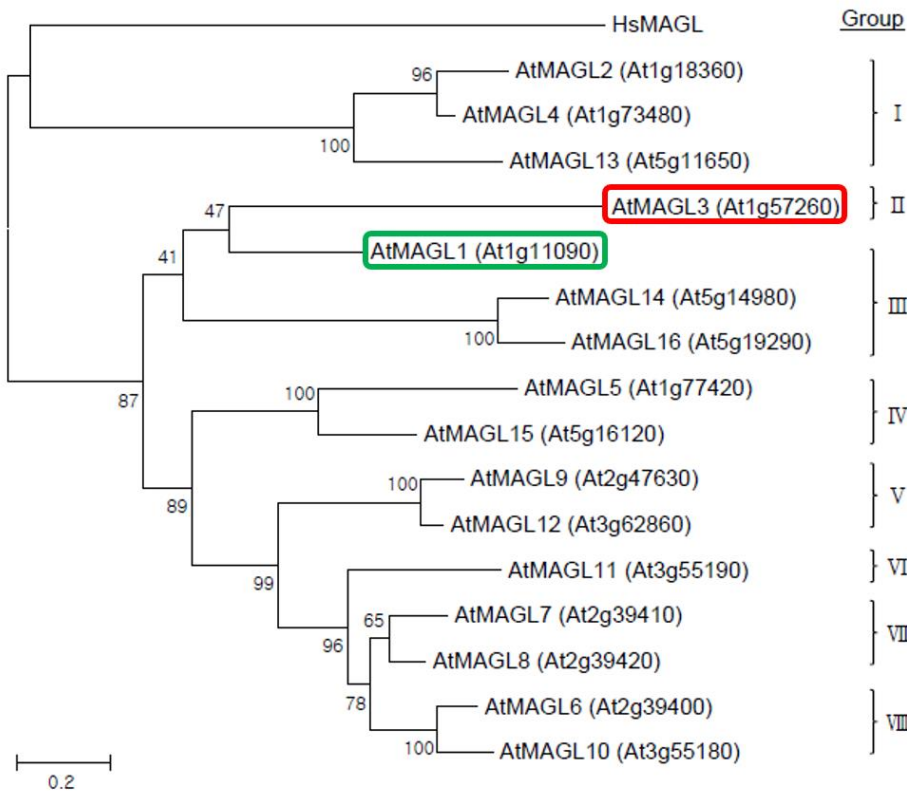 HsMAGL
Group
96
AtMAGL2 (At1g18360)
AtMAGL4 (At1g73480)
I
100
AtMAGL13 (At5g11650)
47
AtMAGL3 (At1g57260)
II
AtMAGL1 (At1g11090)
41
AtMAGL14 (At5g14980)
III
100
AtMAGL16 (At5g19290)
87
100
AtMAGL5 (At1g77420)
IV
AtMAGL15 (At5g16120)
89
100
AtMAGL9 (At2g47630)
V
AtMAGL12 (At3g62860)
99
AtMAGL11 (At3g55190)
VI
65
AtMAGL7 (At2g39410)
VII
96
AtMAGL8 (At2g39420)
78
AtMAGL6 (At2g39400)
VIII
100
AtMAGL10 (At3g55180)
0.2